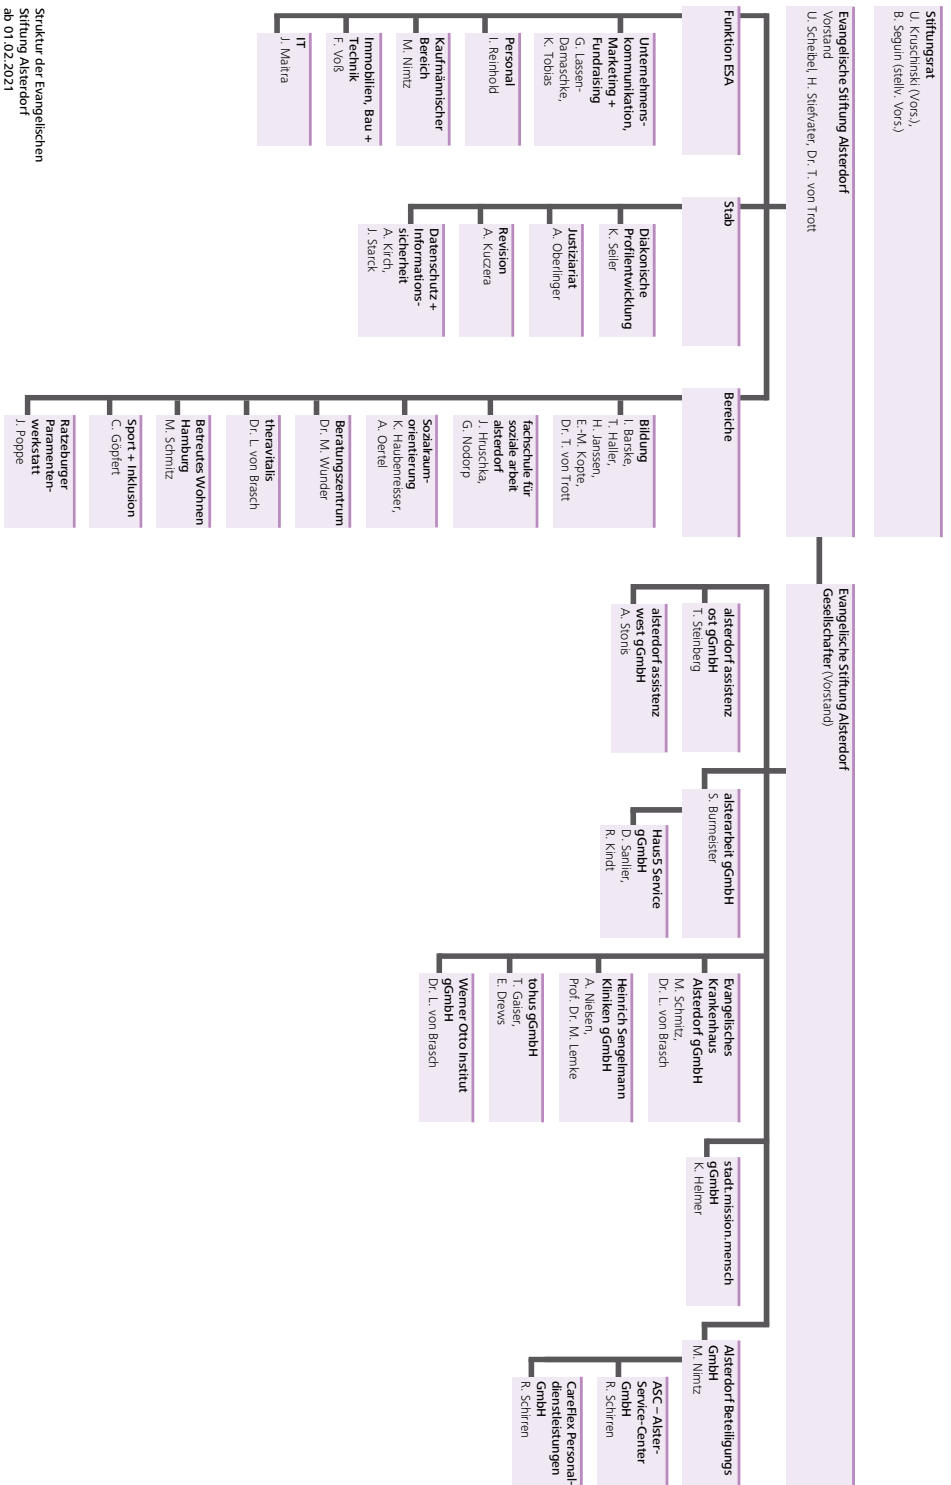 Stiftungsrat
U. Kruschinski (Vors.),
B. Seguin (stellv. Vors.)
Evangelische Stiftung Alsterdorf
Vorstand
U. Scheibel, H. Stiefvater, Dr. T. von Trott
Funktion ESA
Unternehmens-
kommunikation,
Marketing +
Fundraising
G. Lassen-
Damaschke,
K. Tobias
Personal
I. Reinhold
Kaufmännischer
Bereich
M. Nimtz
Immobilien, Bau +
Technik
F. Voß
IT
J. Maitra
Stab
Diakonische
Profilentwicklung
K. Seiler
Justiziariat
A. Oberlinger
Revision
A. Kuczera
Datenschutz +
Informations-
sicherheit
A. Kirch,
J. Starck
Bereiche
Bildung
I. Barske,
T. Haller,
H. Janssen,
E.-M. Kopte,
Dr. T. von Trott
fachschule für
soziale arbeit
alsterdorf
J. Hruschka,
G. Nodorp
Sozialraum-
orientierung
K. Haubenreisser,
A. Oertel
Beratungszentrum
Dr. M. Wunder
theravitalis
Dr. L. von Brasch
Betreutes Wohnen
Hamburg
M. Schmitz
Sport + Inklusion
C. Göpfert
Ratzeburger
Paramenten-
werkstatt
J. Poppe
Evangelische Stiftung Alsterdorf
Gesellschafter (Vorstand)
alsterdorf assistenz
ost gGmbH
T. Steinberg
alsterdorf assistenz
west gGmbH
A. Stonis
alsterarbeit gGmbH
S. Burmeister
Haus5 Service
gGmbH
D. Sanlier,
R. Kindt
Evangelisches
Krankenhaus
Alsterdorf gGmbH
M. Schmitz,
Dr. L. von Brasch
Heinrich Sengelmann
Kliniken gGmbH
A. Nielsen,
Prof. Dr. M. Lemke
tohus gGmbH
T. Gaiser,
E. Drews
Werner Otto Institut
gGmbH
Dr. L. von Brasch
stadt.mission.mensch
gGmbH
K. Helmer
Alsterdorf Beteiligungs
GmbH
M. Nimtz
ASC – Alster-
Service-Center
GmbH
R. Schirren
CareFlex Personal-
dienstleistungen
GmbH
R. Schirren
Struktur der Evangelischen
Stiftung Alsterdorf
ab 01.02.2021